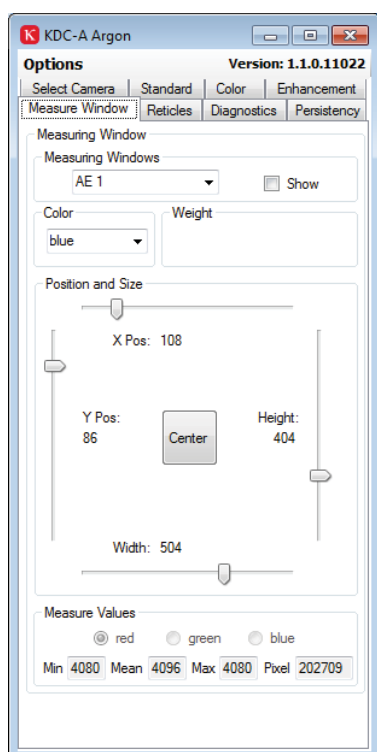 K KDC-A Argon
Options Version: 1.1.0.11022
Select Camera Standard Color Enhancement
Measure Window Reticles Diagnostics Persistency
Measuring Window
Measuring Windows
AE 1 Show
Color Weight
blue
Position and Size
X Pos: 108
Y Pos: Height:
86 Center 404
Width: 504
Measure Values
red green blue
Min 4080 Mean 4096 Max 4080 Pixel 202709